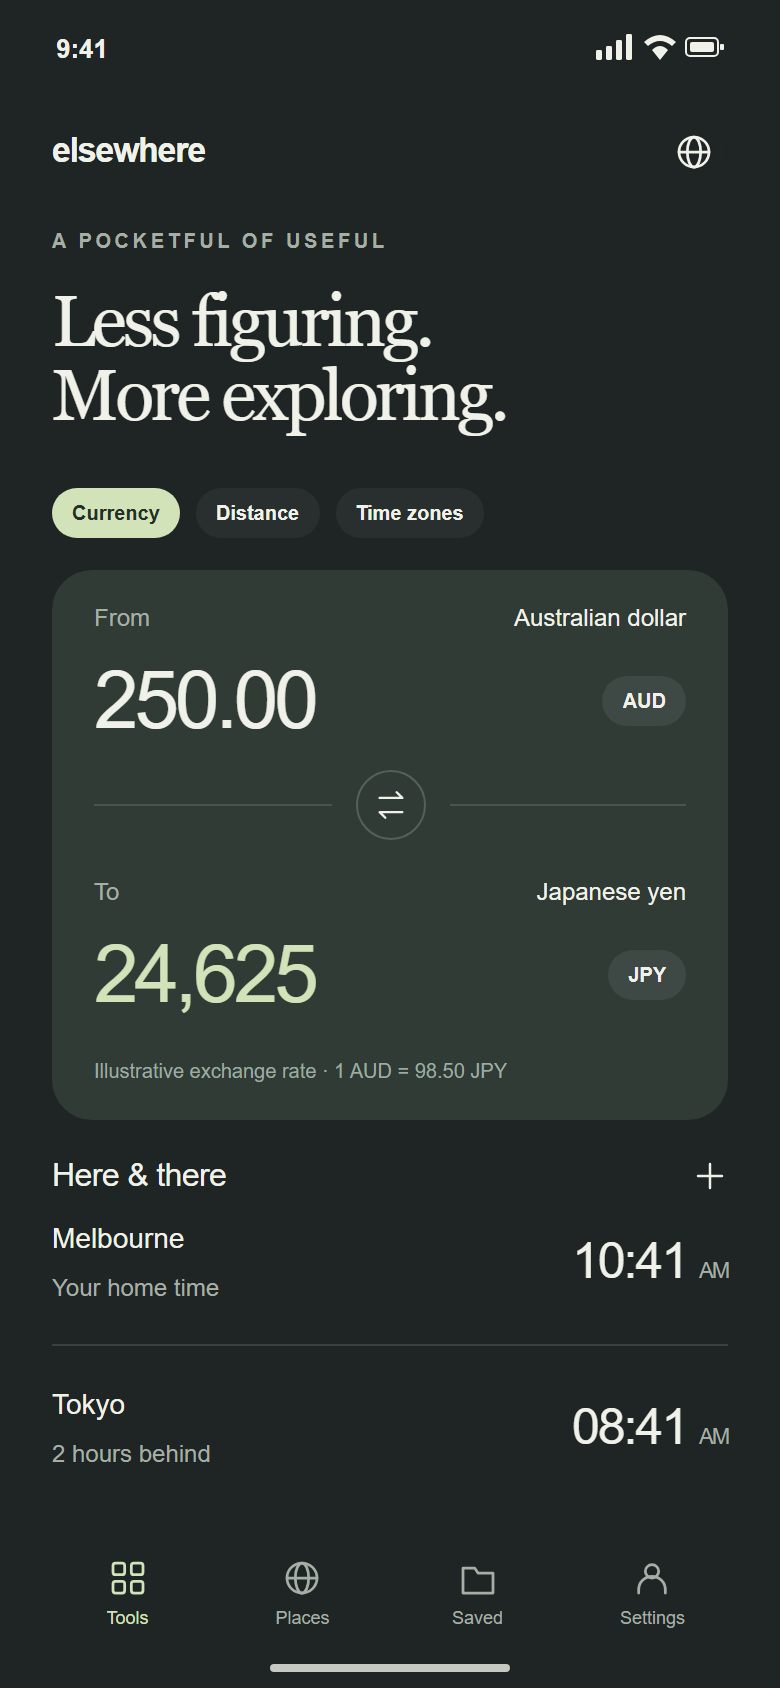 9:41
elsewhere
A POCKETFUL OF USEFUL
Less figuring.
More exploring.
Currency Distance Time zones
From Australian dollar
250.00 AUD
To Japanese yen
24,625 JPY
Illustrative exchange rate · 1 AUD = 98.50 JPY
Here & there
Melbourne
10:41 AM
Your home time
Tokyo
08:41 AM
2 hours behind
Tools Places Saved Settings